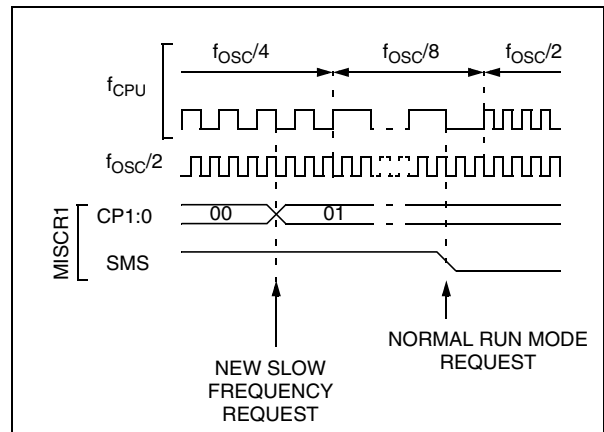 fOSC/4 fOSC/8 fOSC/2
fCPU
fOSC/2
MISCR1
CP1:0 00 01
SMS
NEW SLOW
FREQUENCY
REQUEST
NORMAL RUN MODE
REQUEST